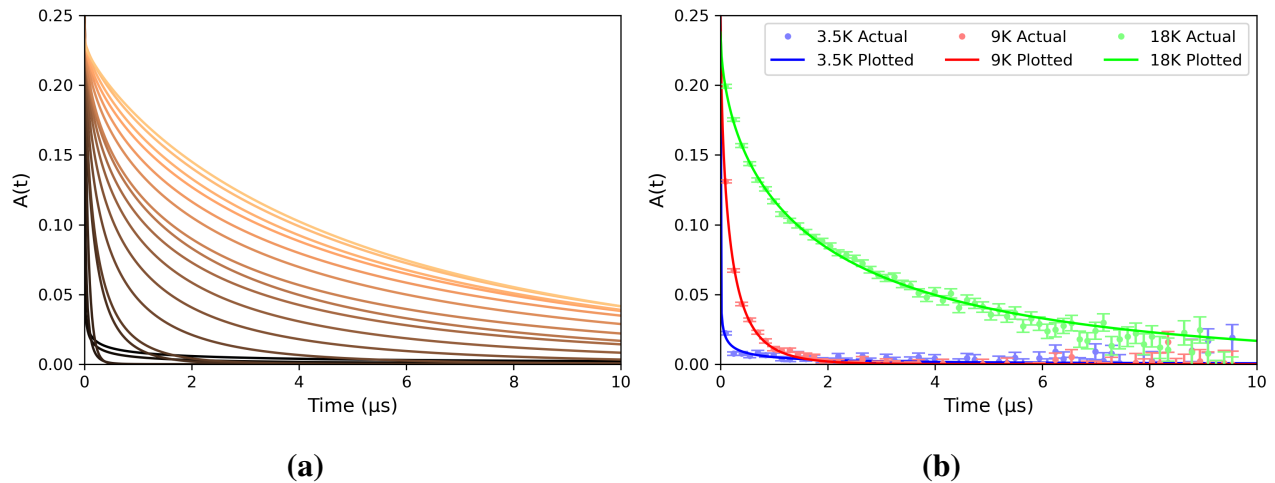 0.25
0.20
0.15
0.10
0.05
0.00
A(t)
0 2 4 6 8 10
Time (μs)
(a)
0.25
0.20
0.15
0.10
0.05
0.00
A(t)
3.5K Actual 9K Actual 18K Actual
3.5K Plotted 9K Plotted 18K Plotted
0 2 4 6 8 10
Time (μs)
(b)